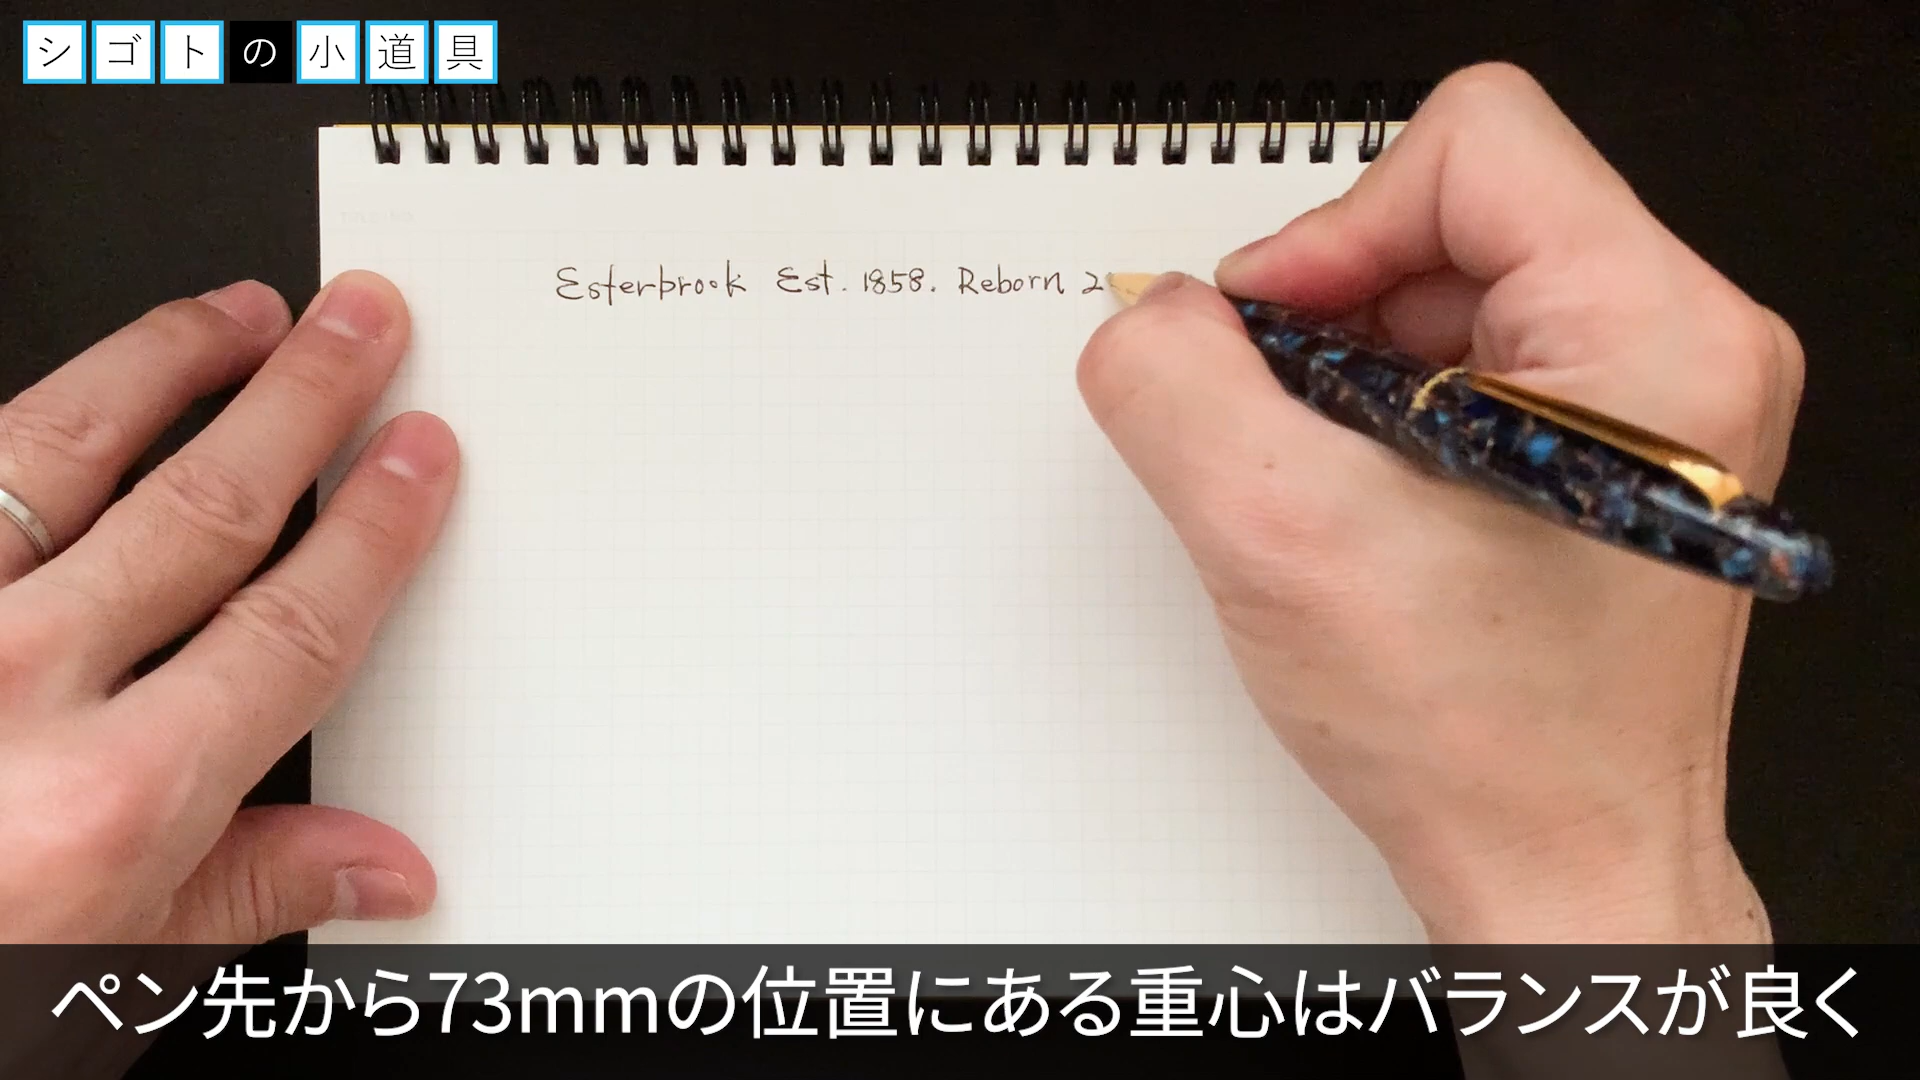 シゴトの小道具
Esterbrook Est. 1858. Reborn 2
ペン先から73mmの位置にある重心はバランスが良く